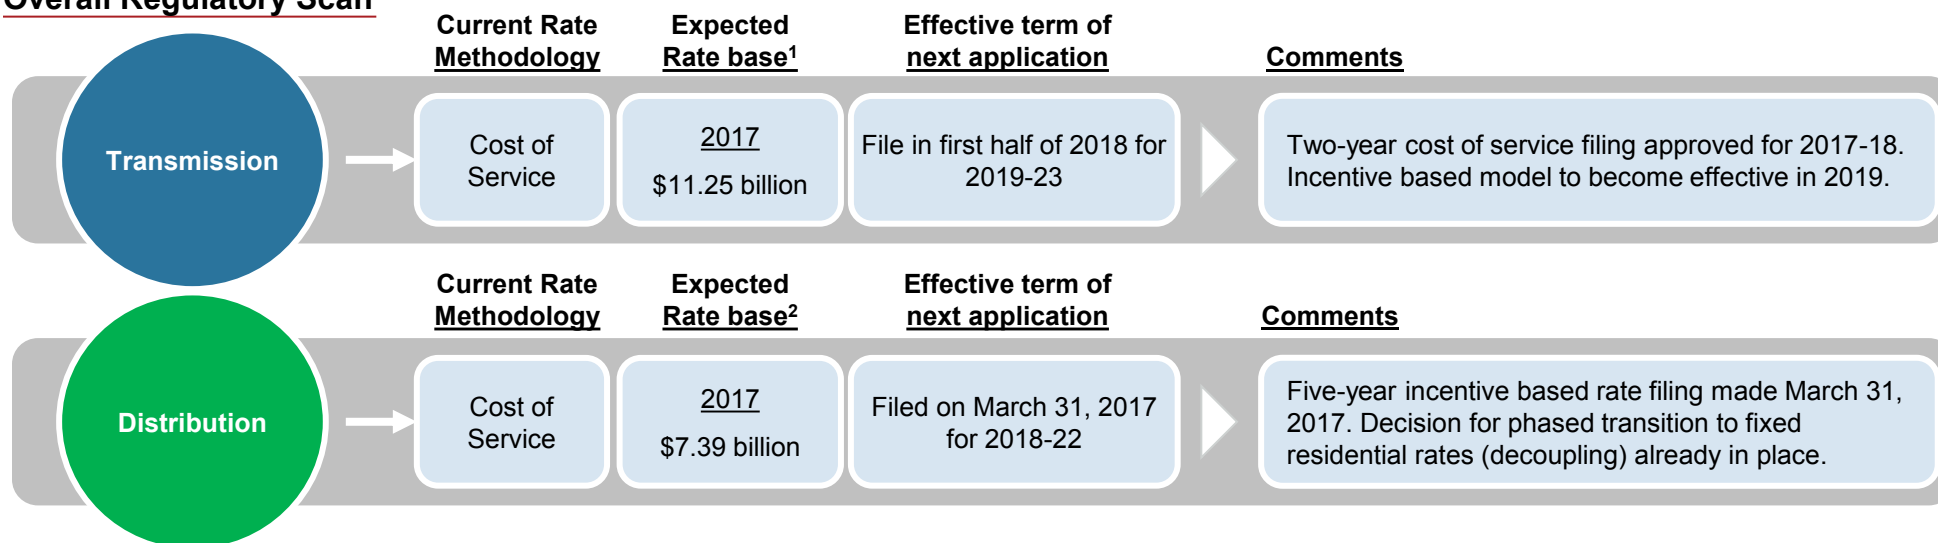 Overall Regulatory Scan
Current Rate
Methodology
Expected
Rate base1
Effective term of
next application
Comments
Transmission
Cost of
Service
2017
$11.25 billion
File in first half of 2018 for
2019-23
Two-year cost of service filing approved for 2017-18.
Incentive based model to become effective in 2019.
Current Rate
Methodology
Expected
Rate base2
Effective term of
next application
Comments
Distribution
Cost of
Service
2017
$7.39 billion
Filed on March 31, 2017
for 2018-22
Five-year incentive based rate filing made March 31,
2017. Decision for phased transition to fixed
residential rates (decoupling) already in place.